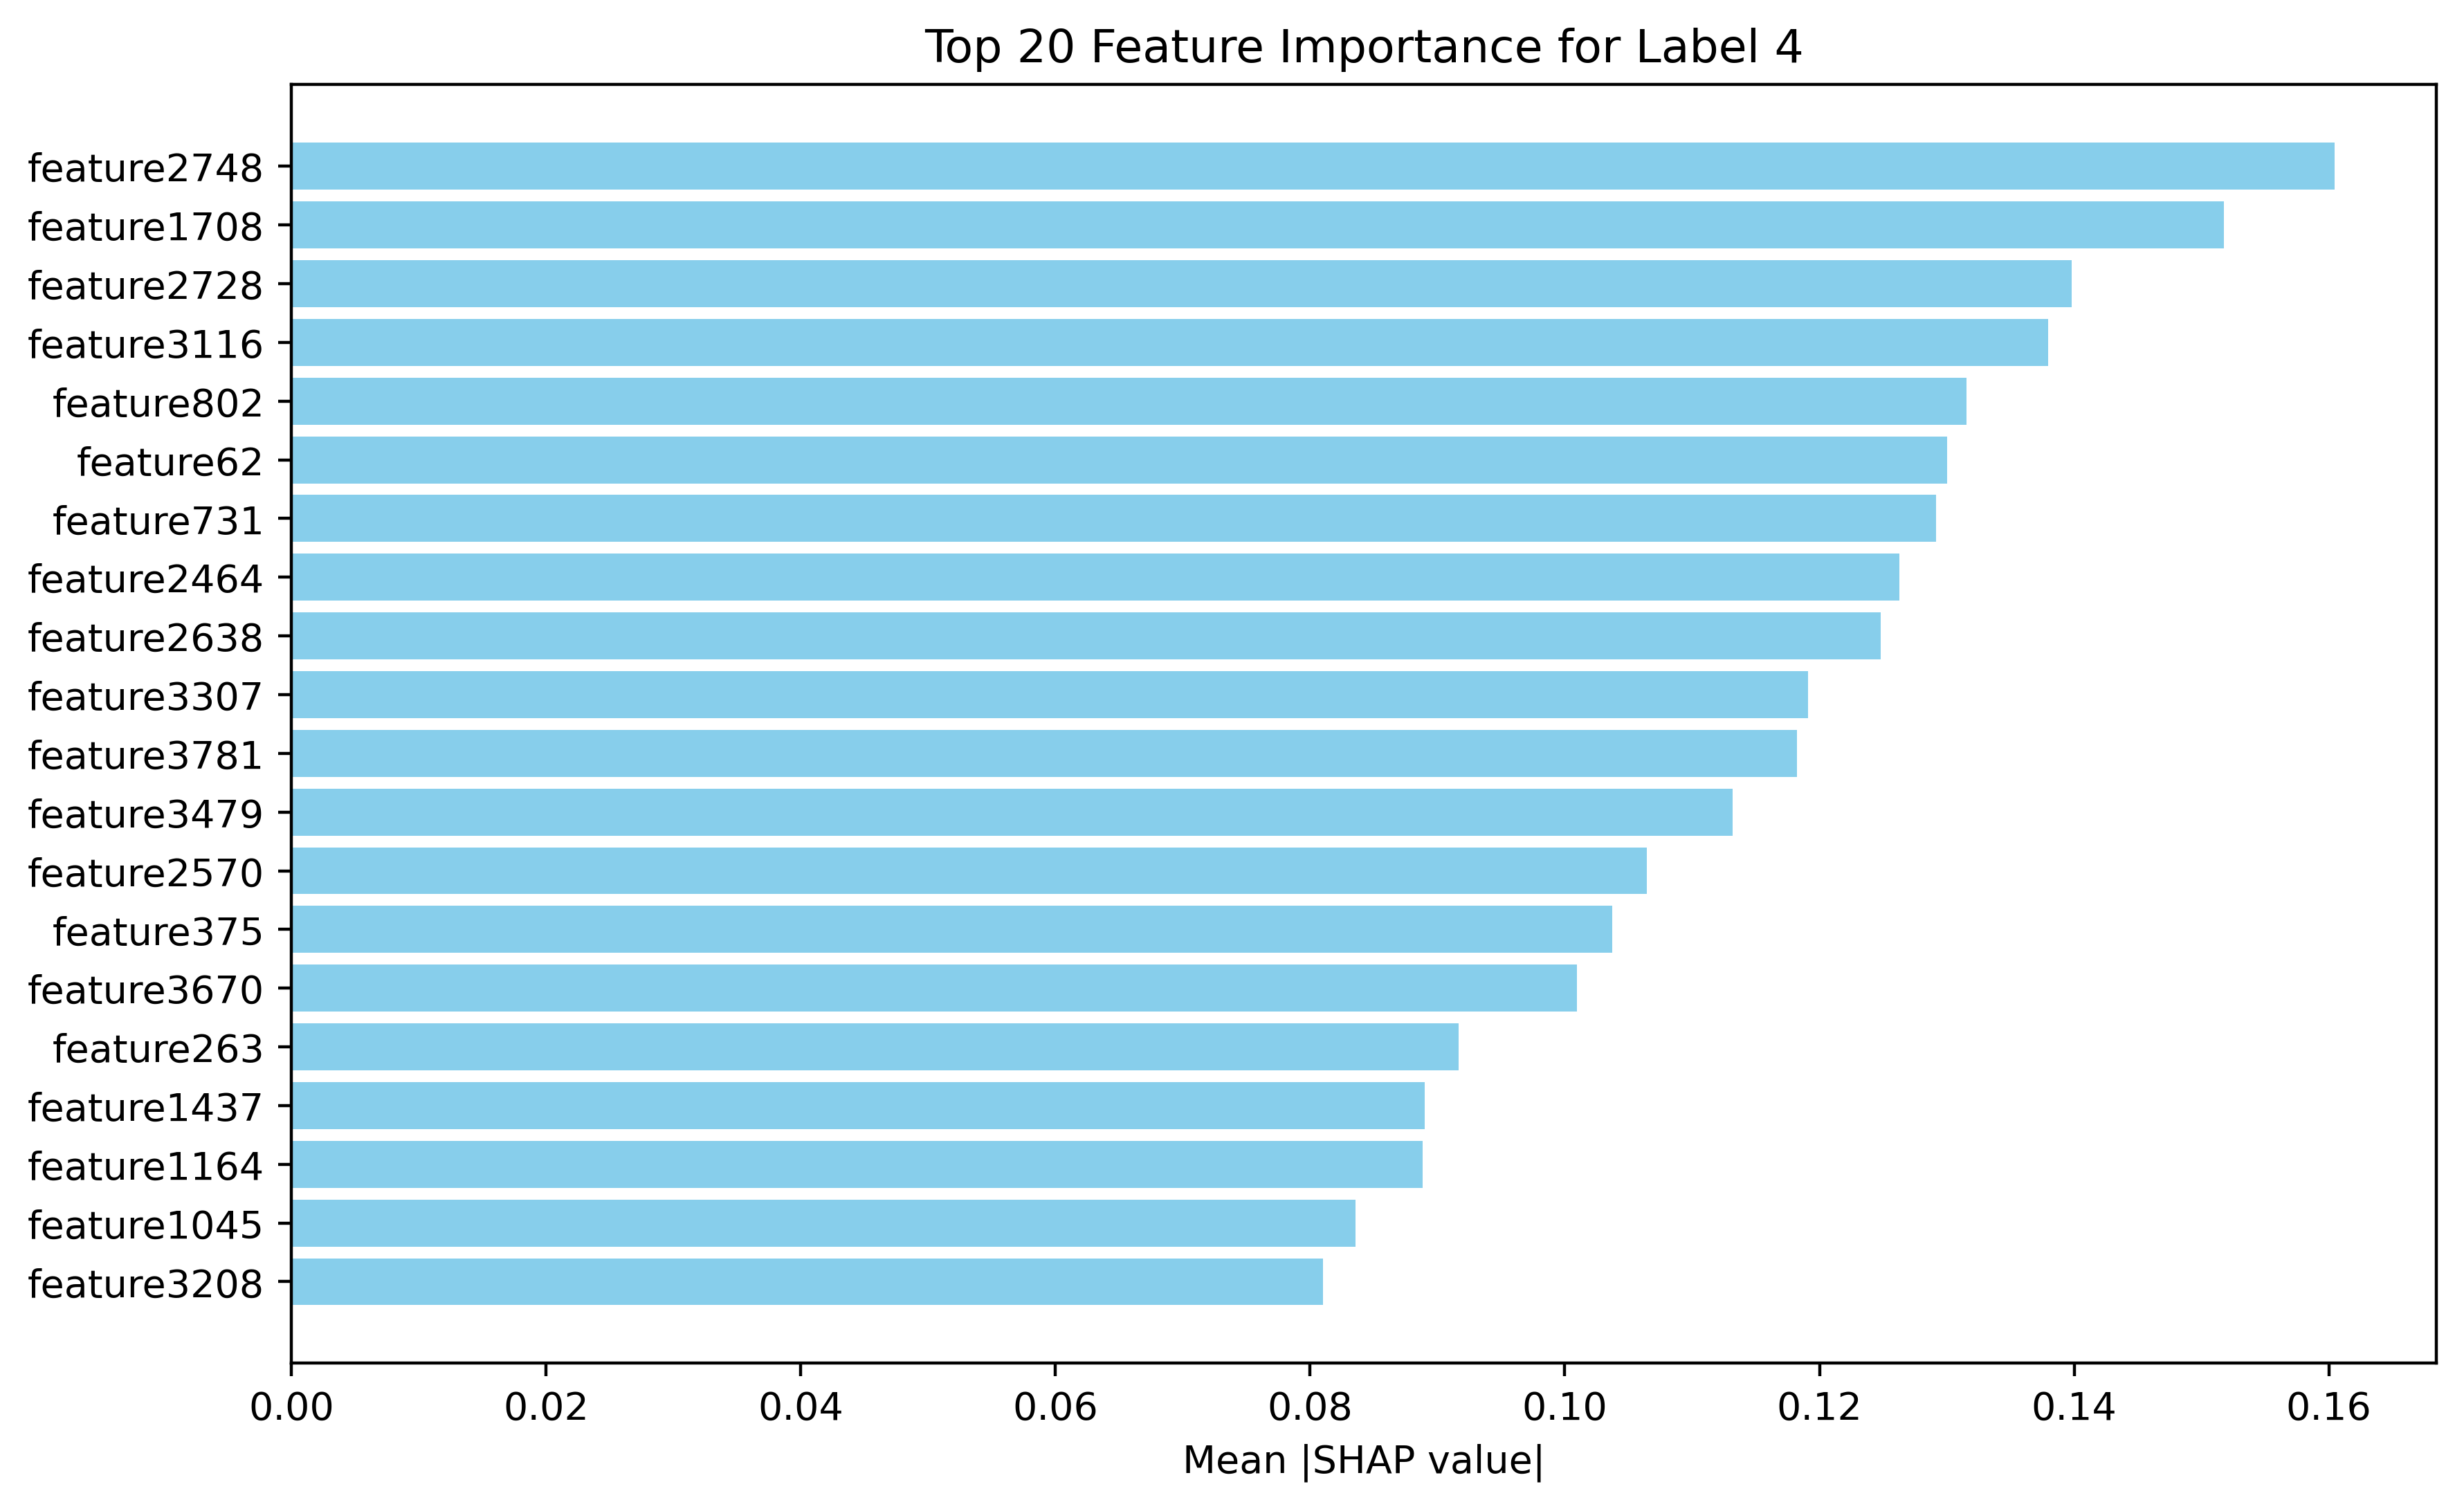 Top 20 Feature Importance for Label 4
feature2748
feature1708
feature2728
feature3116
feature802
feature62
feature731
feature2464
feature2638
feature3307
feature3781
feature3479
feature2570
feature375
feature3670
feature263
feature1437
feature1164
feature1045
feature3208
0.00 0.02 0.04 0.06 0.08 0.10 0.12 0.14 0.16
Mean |SHAP value|